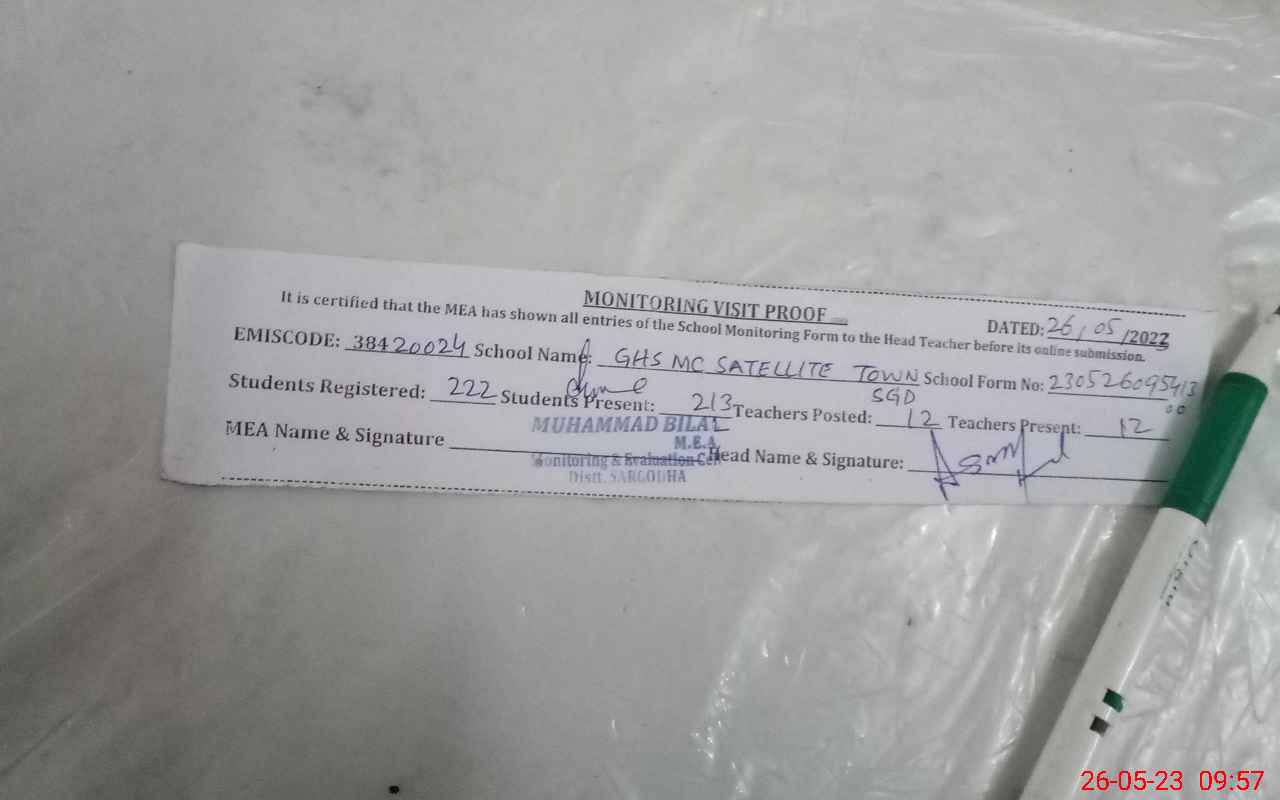 MONITORING VISIT PROOF
DATED: 26, 05 /2023
It is certified that the MEA has shown all entries of the School Monitoring Form to the Head Teacher before its online submission.
EMISCODE: 38420024 School Name: GHS MC SATELLITE TOWN School Form No: 230526095413
SGD
Students Registered: 222 Students Present: 213 Teachers Posted: 12 Teachers Present: 12
MUHAMMAD BILAL
M.E.A
MEA Name & Signature Head Name & Signature:
Monitoring & Evaluation Cell
Distt. SARGODHA
26-05-23 09:57